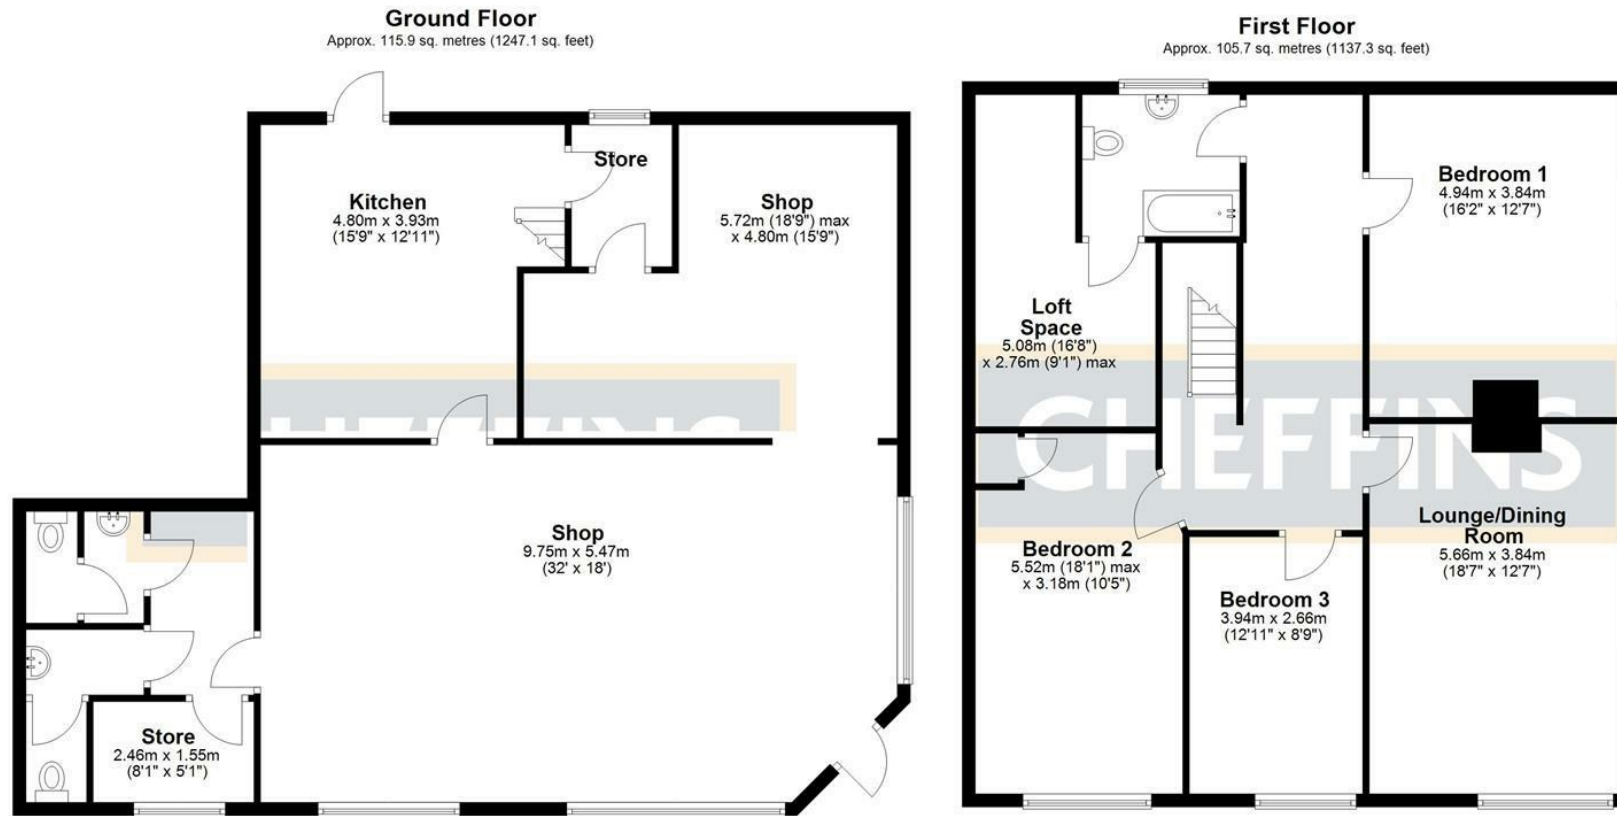 Ground Floor
Approx. 115.9 sq. metres (1247.1 sq. feet)
Kitchen
4.80m x 3.93m
(15'9" x 12'11")
Store
Shop
5.72m (18'9") max
x 4.80m (15'9")
Shop
9.75m x 5.47m
(32' x 18')
Store
2.46m x 1.55m
(8'1" x 5'1")
First Floor
Approx. 105.7 sq. metres (1137.3 sq. feet)
Bedroom 1
4.94m x 3.84m
(16'2" x 12'7")
Loft
Space
5.08m (16'8")
x 2.76m (9'1") max
CHEFFINS
Lounge/Dining
Room
5.66m x 3.84m
(18'7" x 12'7")
Bedroom 2
5.52m (18'1") max
x 3.18m (10'5")
Bedroom 3
3.94m x 2.66m
(12'11" x 8'9")